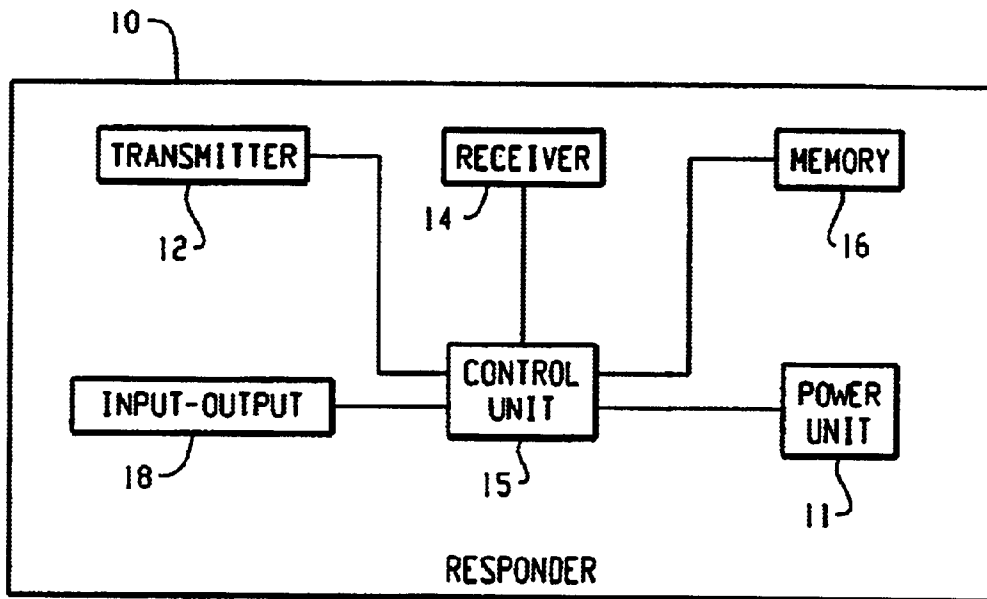 10
TRANSMITTER
RECEIVER
MEMORY
12
14
16
INPUT-OUTPUT
CONTROL
UNIT
POWER
UNIT
18
15
11
RESPONDER